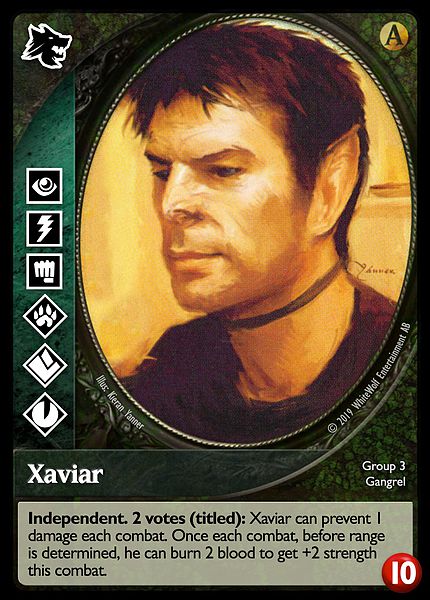 A
Yanner
Illus: Kieran Yanner
© 2019 WhiteWolf Entertainment AB
Xaviar
Group 3
Gangrel
Independent. 2 votes (titled): Xaviar can prevent 1
damage each combat. Once each combat, before range
is determined, he can burn 2 blood to get +2 strength
this combat.
10